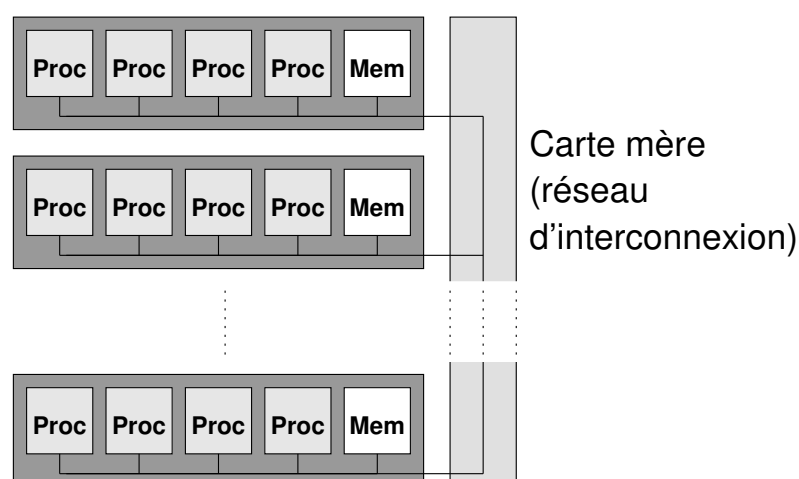 Proc Proc Proc Proc Mem
Carte mère
(réseau
d'interconnexion)
Proc Proc Proc Proc Mem
Proc Proc Proc Proc Mem